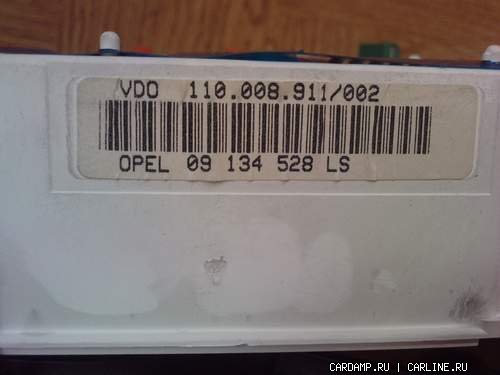 VDO 110.008.911/002
OPEL 09 134 528 LS
CARDAMP.RU | CARLINE.RU